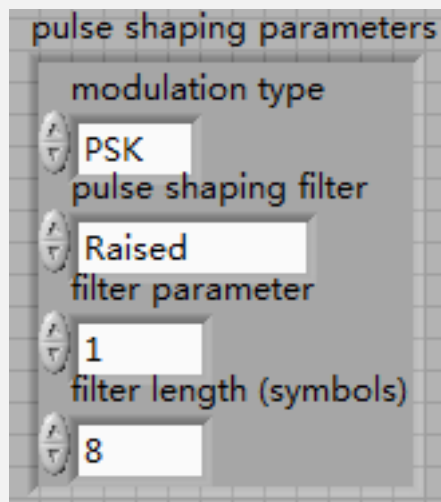 pulse shaping parameters
modulation type
PSK
pulse shaping filter
Raised
filter parameter
1
filter length (symbols)
8